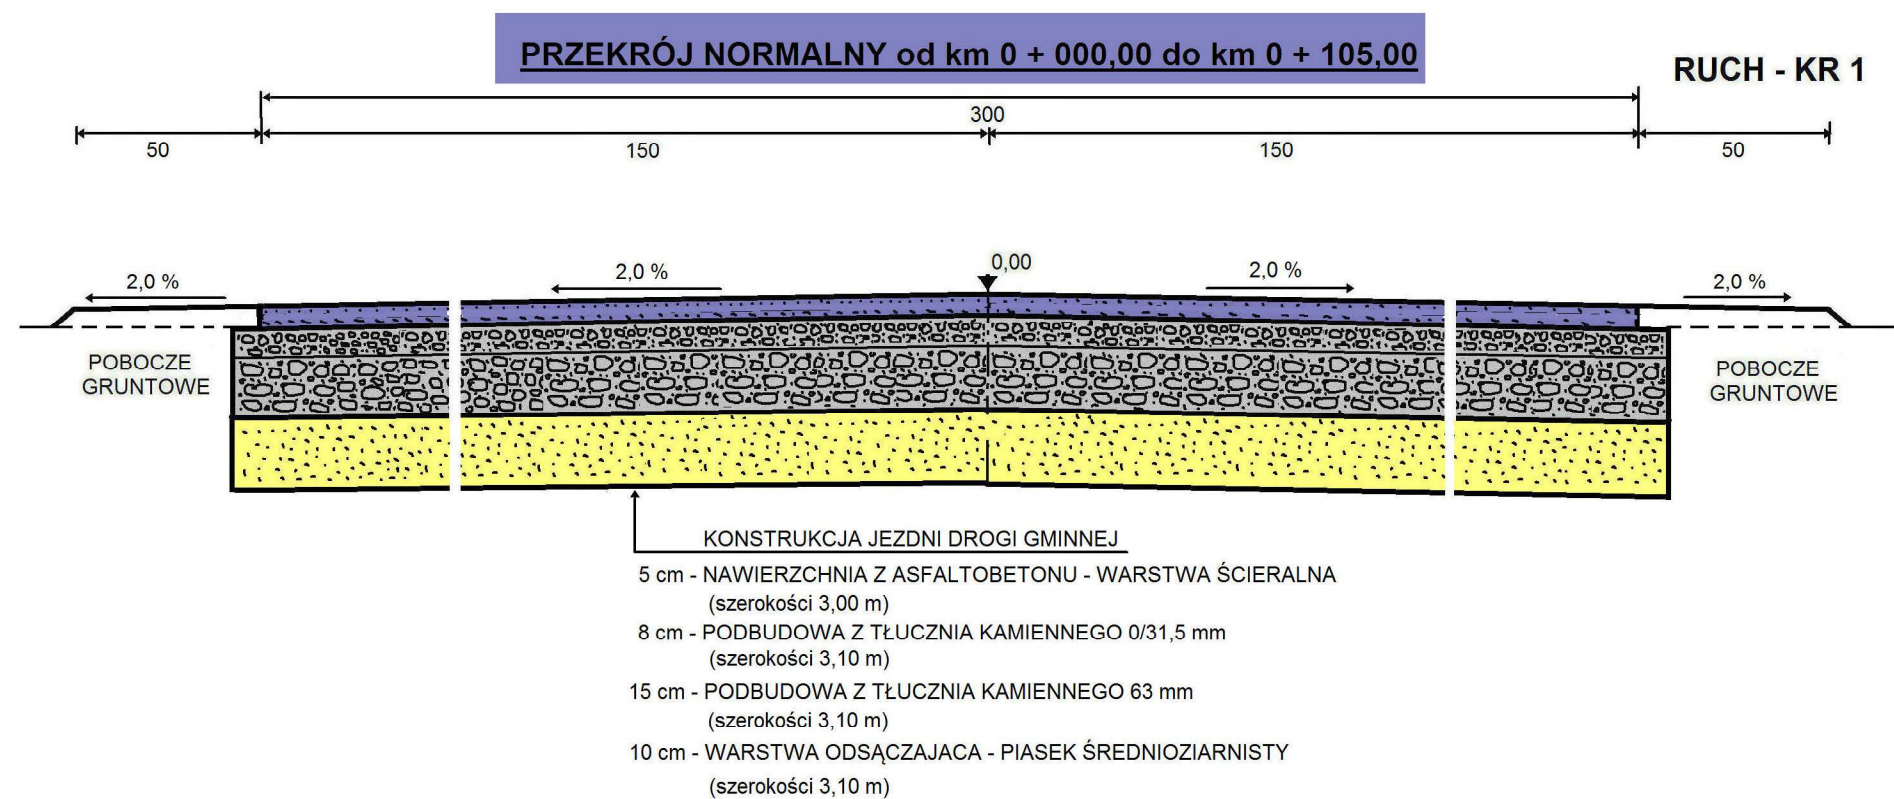 PRZEKRÓJ NORMALNY od km 0 + 000,00 do km 0 + 105,00
RUCH - KR 1
300
50
150
150
50
0,00
2,0 %
2,0 %
2,0 %
2,0 %
POBOCZE
GRUNTOWE
POBOCZE
GRUNTOWE
KONSTRUKCJA JEZDNI DROGI GMINNEJ
5 cm - NAWIERZCHNIA Z ASFALTOBETONU - WARSTWA ŚCIERALNA
(szerokości 3,00 m)
8 cm - PODBUDOWA Z TŁUCZNIA KAMIENNEGO 0/31,5 mm
(szerokości 3,10 m)
15 cm - PODBUDOWA Z TŁUCZNIA KAMIENNEGO 63 mm
(szerokości 3,10 m)
10 cm - WARSTWA ODSĄCZAJACA - PIASEK ŚREDNIOZIARNISTY
(szerokości 3,10 m)